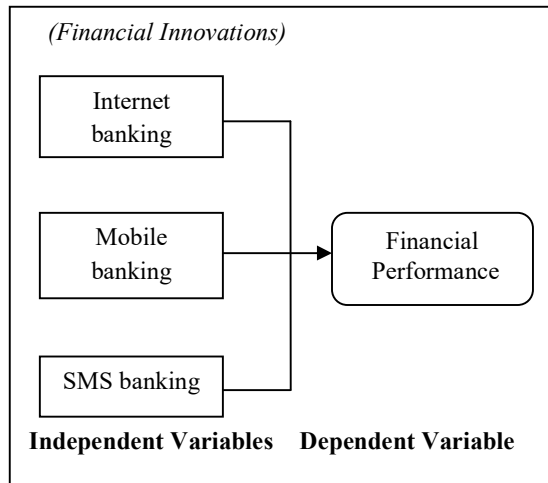 (Financial Innovations)
Internet
banking
Mobile
banking
Financial
Performance
SMS banking
Independent Variables
Dependent Variable